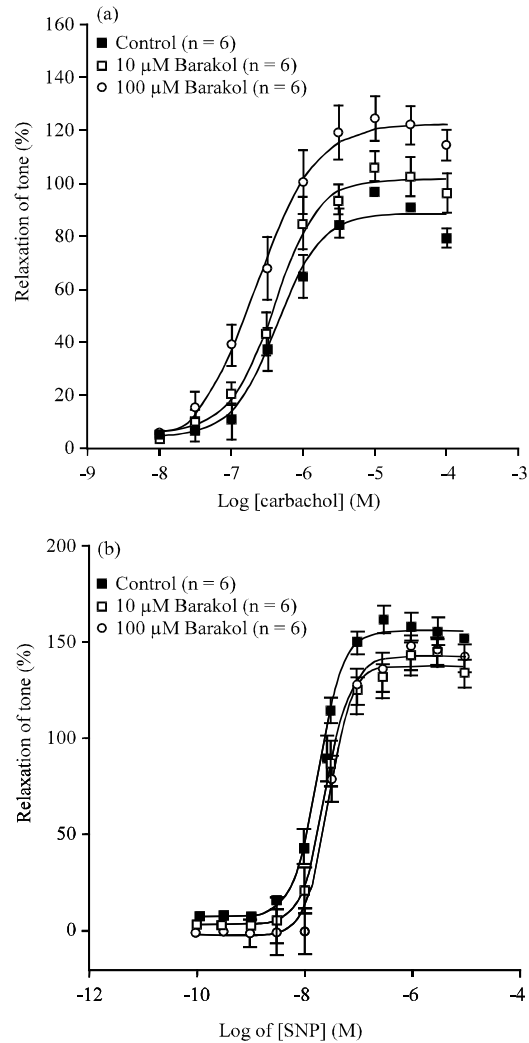 (a)
Control (n = 6)
10 µM Barakol (n = 6)
100 µM Barakol (n = 6)
Relaxation of tone (%)
160
140
120
100
80
60
40
20
0
-9 -8 -7 -6 -5 -4 -3
Log [carbachol] (M)
(b)
Control (n = 6)
10 µM Barakol (n = 6)
100 µM Barakol (n = 6)
Relaxation of tone (%)
200
150
100
50
0
-12 -10 -8 -6 -4
Log of [SNP] (M)